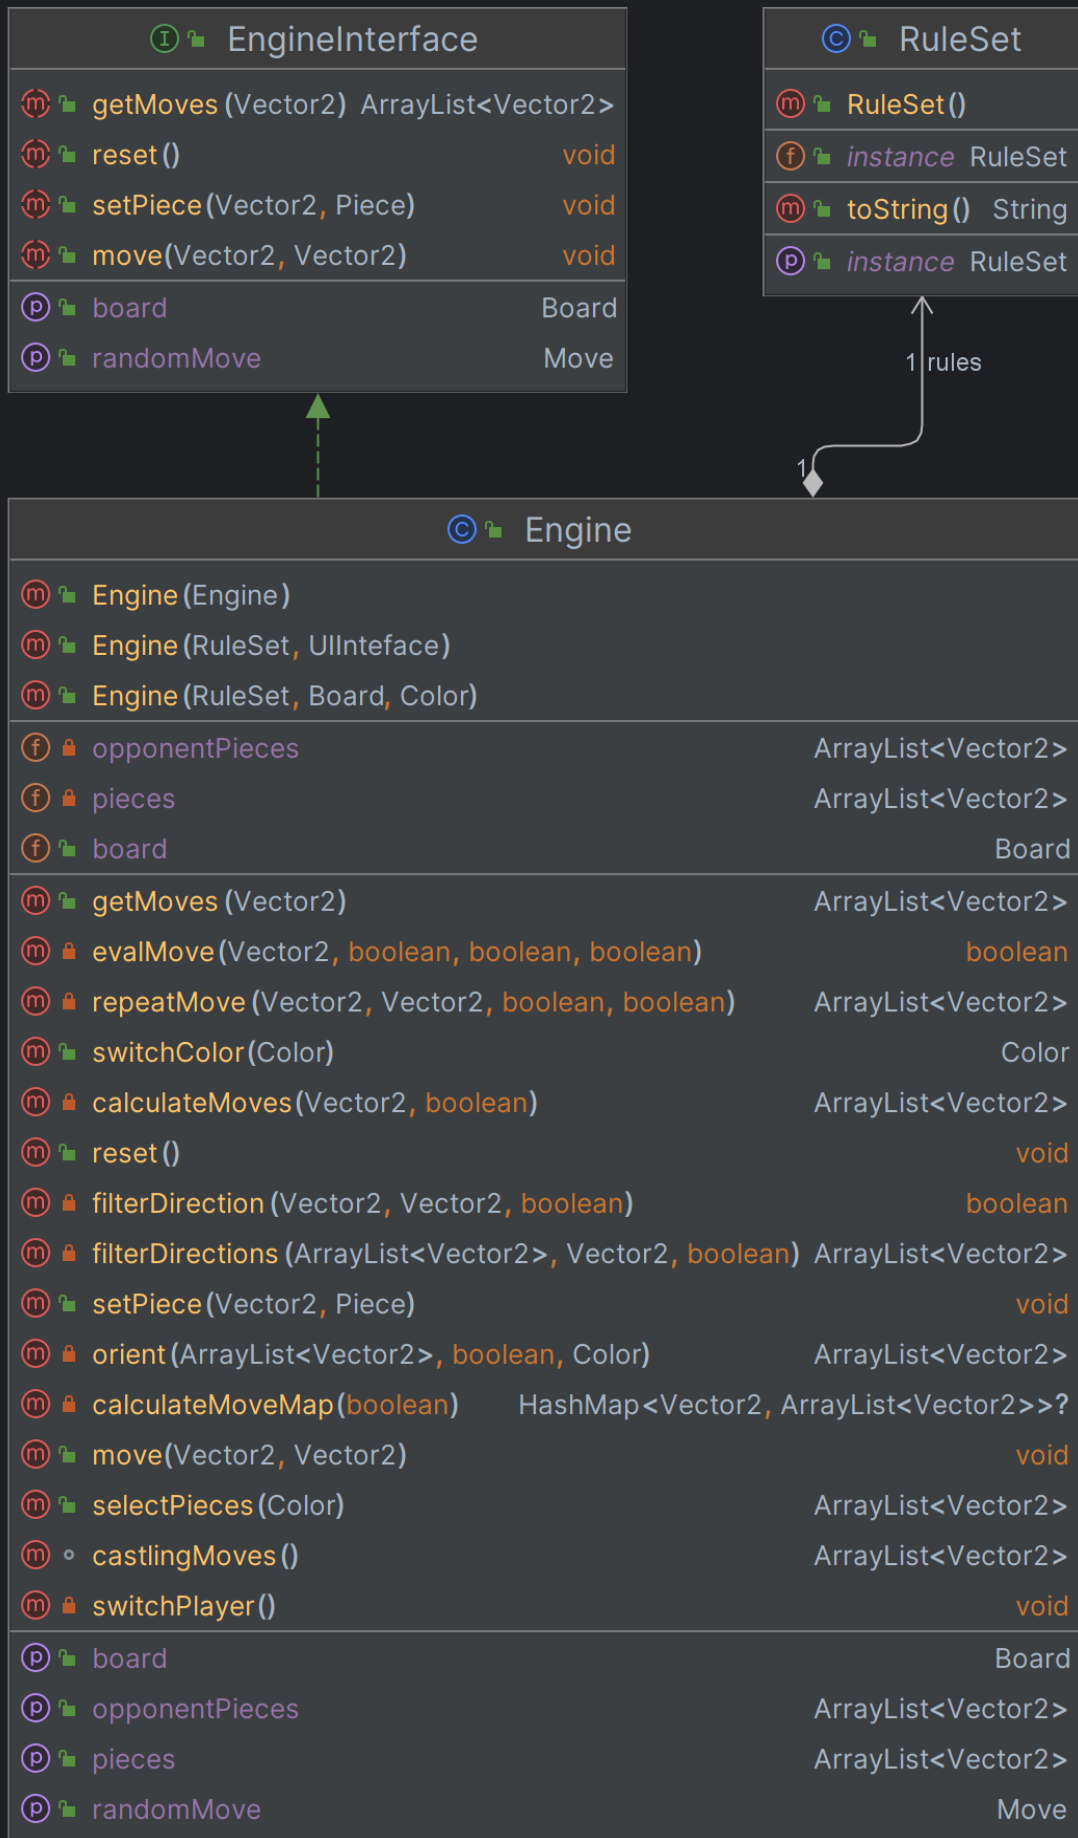 EngineInterface
getMoves(Vector2) ArrayList<Vector2>
reset() void
setPiece(Vector2, Piece) void
move(Vector2, Vector2) void
board Board
randomMove Move
RuleSet
RuleSet()
instance RuleSet
toString() String
instance RuleSet
1 rules
1
Engine
Engine(Engine)
Engine(RuleSet, UIInteface)
Engine(RuleSet, Board, Color)
opponentPieces ArrayList<Vector2>
pieces ArrayList<Vector2>
board Board
getMoves(Vector2) ArrayList<Vector2>
evalMove(Vector2, boolean, boolean, boolean) boolean
repeatMove(Vector2, Vector2, boolean, boolean) ArrayList<Vector2>
switchColor(Color) Color
calculateMoves(Vector2, boolean) ArrayList<Vector2>
reset() void
filterDirection(Vector2, Vector2, boolean) boolean
filterDirections(ArrayList<Vector2>, Vector2, boolean) ArrayList<Vector2>
setPiece(Vector2, Piece) void
orient(ArrayList<Vector2>, boolean, Color) ArrayList<Vector2>
calculateMoveMap(boolean) HashMap<Vector2, ArrayList<Vector2>>?
move(Vector2, Vector2) void
selectPieces(Color) ArrayList<Vector2>
castlingMoves() ArrayList<Vector2>
switchPlayer() void
board Board
opponentPieces ArrayList<Vector2>
pieces ArrayList<Vector2>
randomMove Move